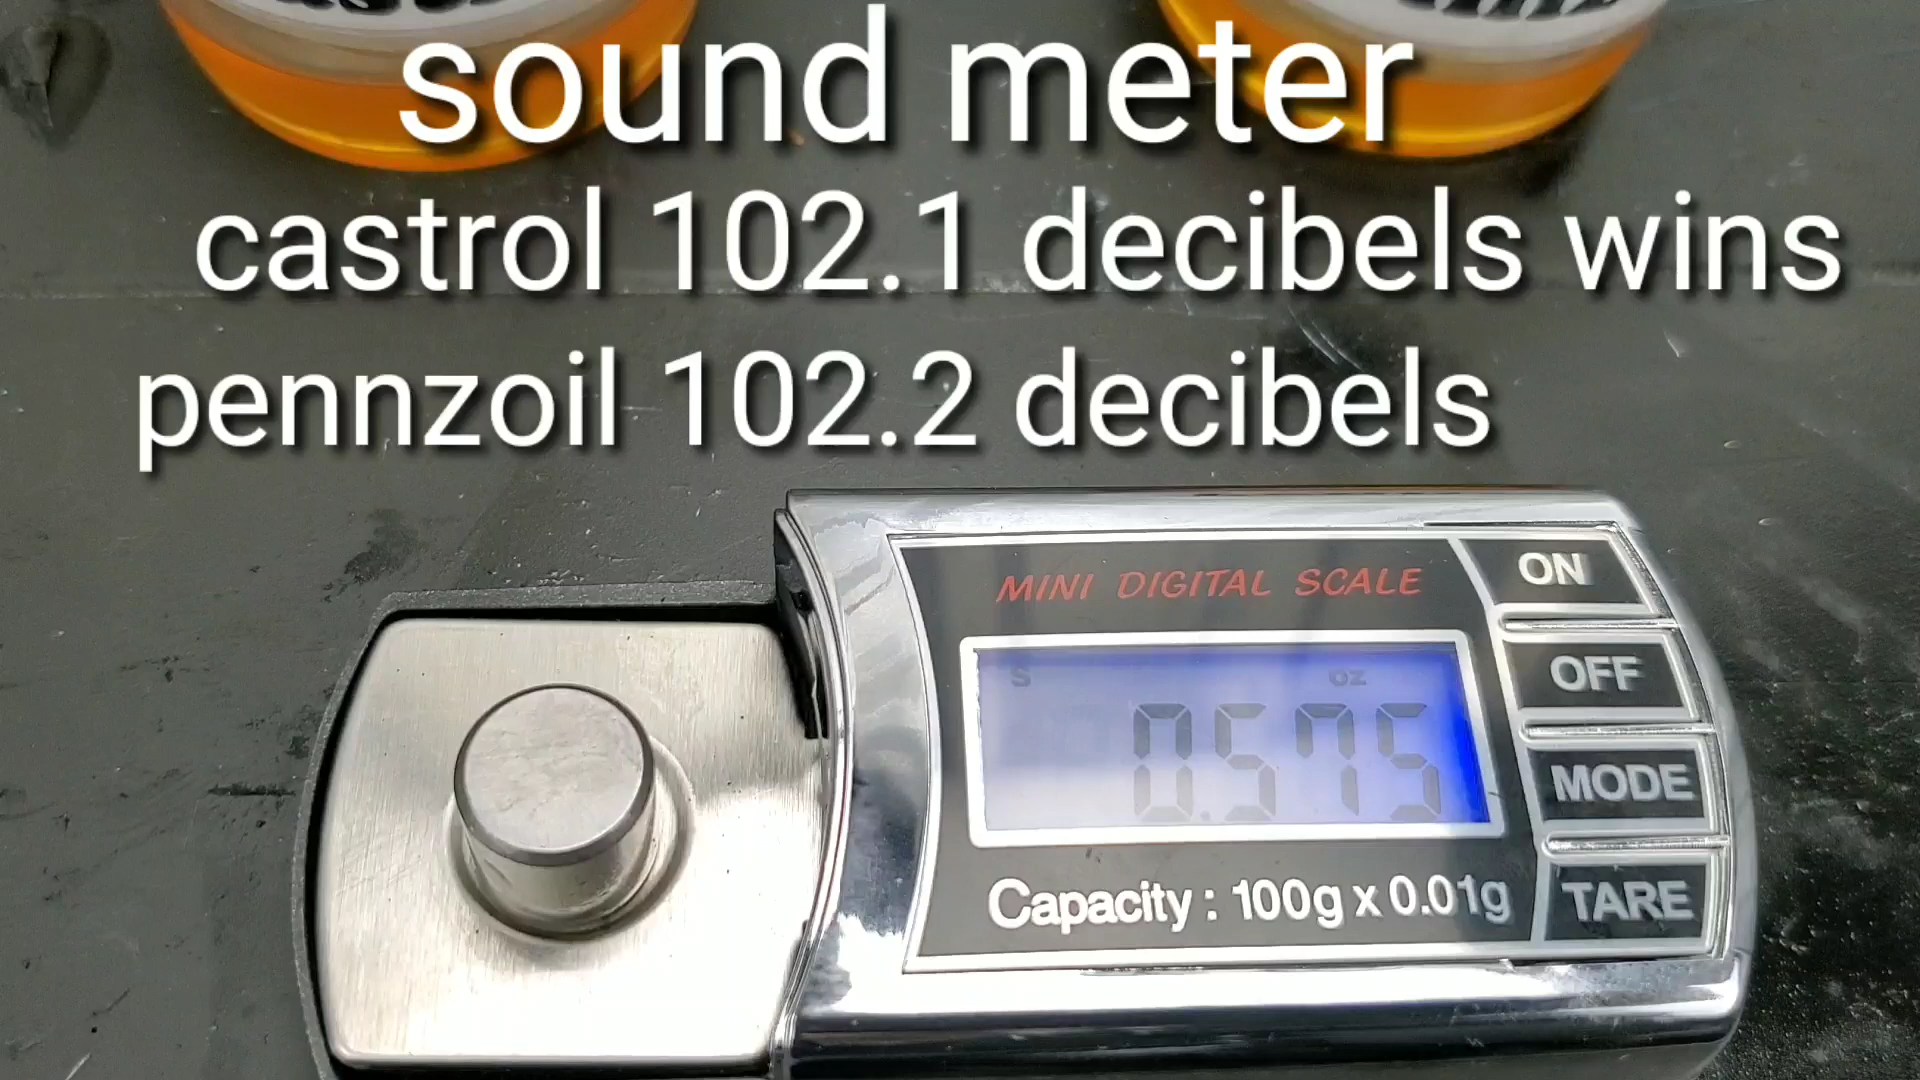 sound meter
castrol 102.1 decibels wins
pennzoil 102.2 decibels
MINI DIGITAL SCALE
ON
S oz
OFF
0.575
MODE
Capacity : 100g x 0.01g
TARE